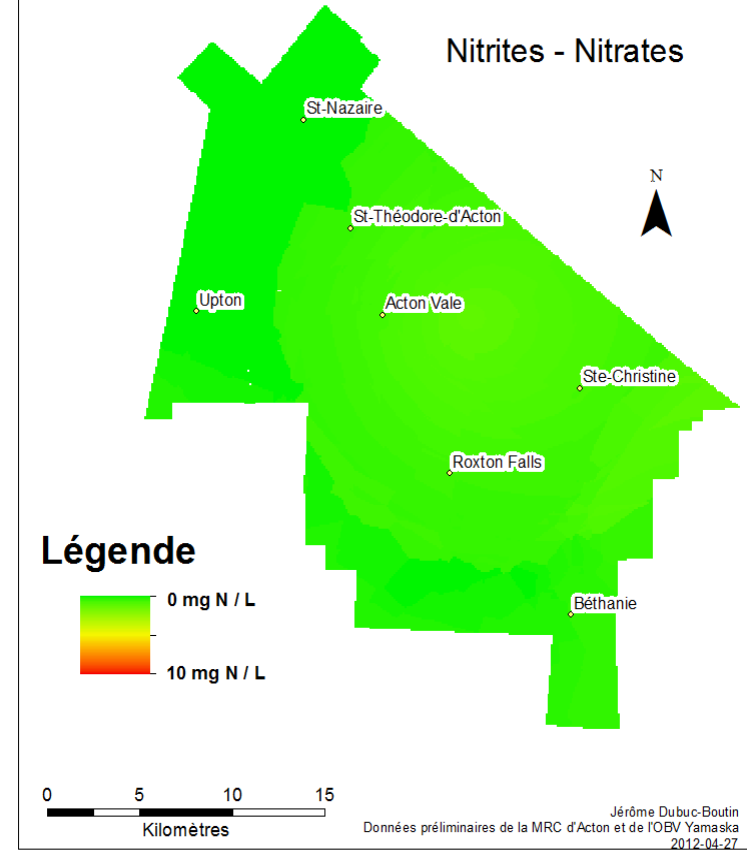 Nitrites - Nitrates
St-Nazaire
N
St-Théodore-d'Acton
Upton
Acton Vale
Ste-Christine
Roxton Falls
Légende
0 mg N / L
10 mg N / L
Béthanie
0 5 10 15
Kilomètres
Jérôme Dubuc-Boutin
Données préliminaires de la MRC d'Acton et de l'OBV Yamaska
2012-04-27